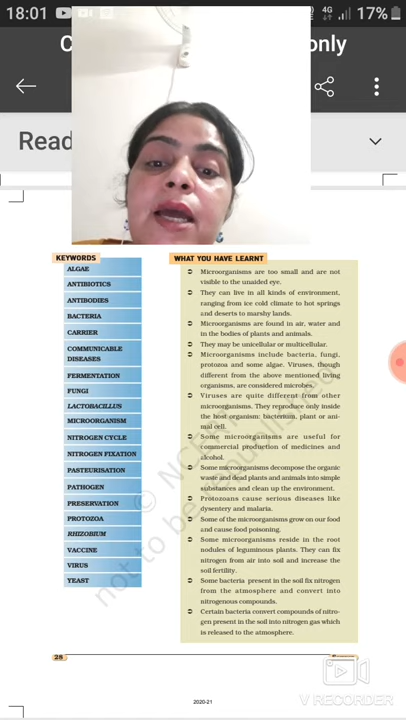 18:01
4G
17%
C
only
Read
KEYWORDS
ALGAE
ANTIBIOTICS
ANTIBODIES
BACTERIA
CARRIER
COMMUNICABLE
DISEASES
FERMENTATION
FUNGI
LACTOBACILLUS
MICROORGANISM
NITROGEN CYCLE
NITROGEN FIXATION
PASTEURISATION
PATHOGEN
PRESERVATION
PROTOZOA
RHIZOBIUM
VACCINE
VIRUS
YEAST
WHAT YOU HAVE LEARNT
Microorganisms are too small and are not
visible to the unaided eye.
They can live in all kinds of environment,
ranging from ice cold climate to hot springs
and deserts to marshy lands.
Microorganisms are found in air, water and
in the bodies of plants and animals.
They may be unicellular or multicellular.
Microorganisms include bacteria, fungi,
protozoa and some algae. Viruses, though
different from the above mentioned living
organisms, are considered microbes.
Viruses are quite different from other
microorganisms. They reproduce only inside
the host organism: bacterium, plant or ani-
mal cell.
Some microorganisms are useful for
commercial production of medicines and
alcohol.
Some microorganisms decompose the organic
waste and dead plants and animals into simple
substances and clean up the environment.
Protozoans cause serious diseases like
dysentery and malaria.
Some of the microorganisms grow on our food
and cause food poisoning.
Some microorganisms reside in the root
nodules of leguminous plants. They can fix
nitrogen from air into soil and increase the
soil fertility.
Some bacteria present in the soil fix nitrogen
from the atmosphere and convert into
nitrogenous compounds.
Certain bacteria convert compounds of nitro-
gen present in the soil into nitrogen gas which
is released to the atmosphere.
not to be republished
28
V RECORDER
2020-21